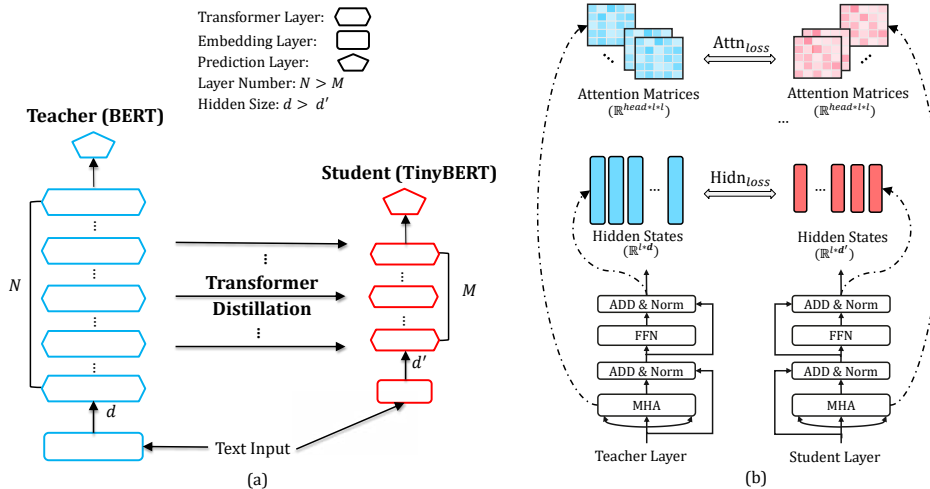 Transformer Layer:
Embedding Layer:
Prediction Layer:
Layer Number: N > M
Hidden Size: d > d′
Teacher (BERT)
Student (TinyBERT)
N
⋮
⋮
⋮
⋮
⋮
Transformer
Distillation
⋮
⋮
⋮
M
d
d′
Text Input
(a)
Attn_loss
Attention Matrices
(ℝ^{head∗l∗l})
Attention Matrices
(ℝ^{head∗l∗l})
...
...
Hidn_loss
...
Hidden States
(ℝ^{l∗d})
Hidden States
(ℝ^{l∗d′})
ADD & Norm
FFN
ADD & Norm
MHA
Teacher Layer
ADD & Norm
FFN
ADD & Norm
MHA
Student Layer
(b)